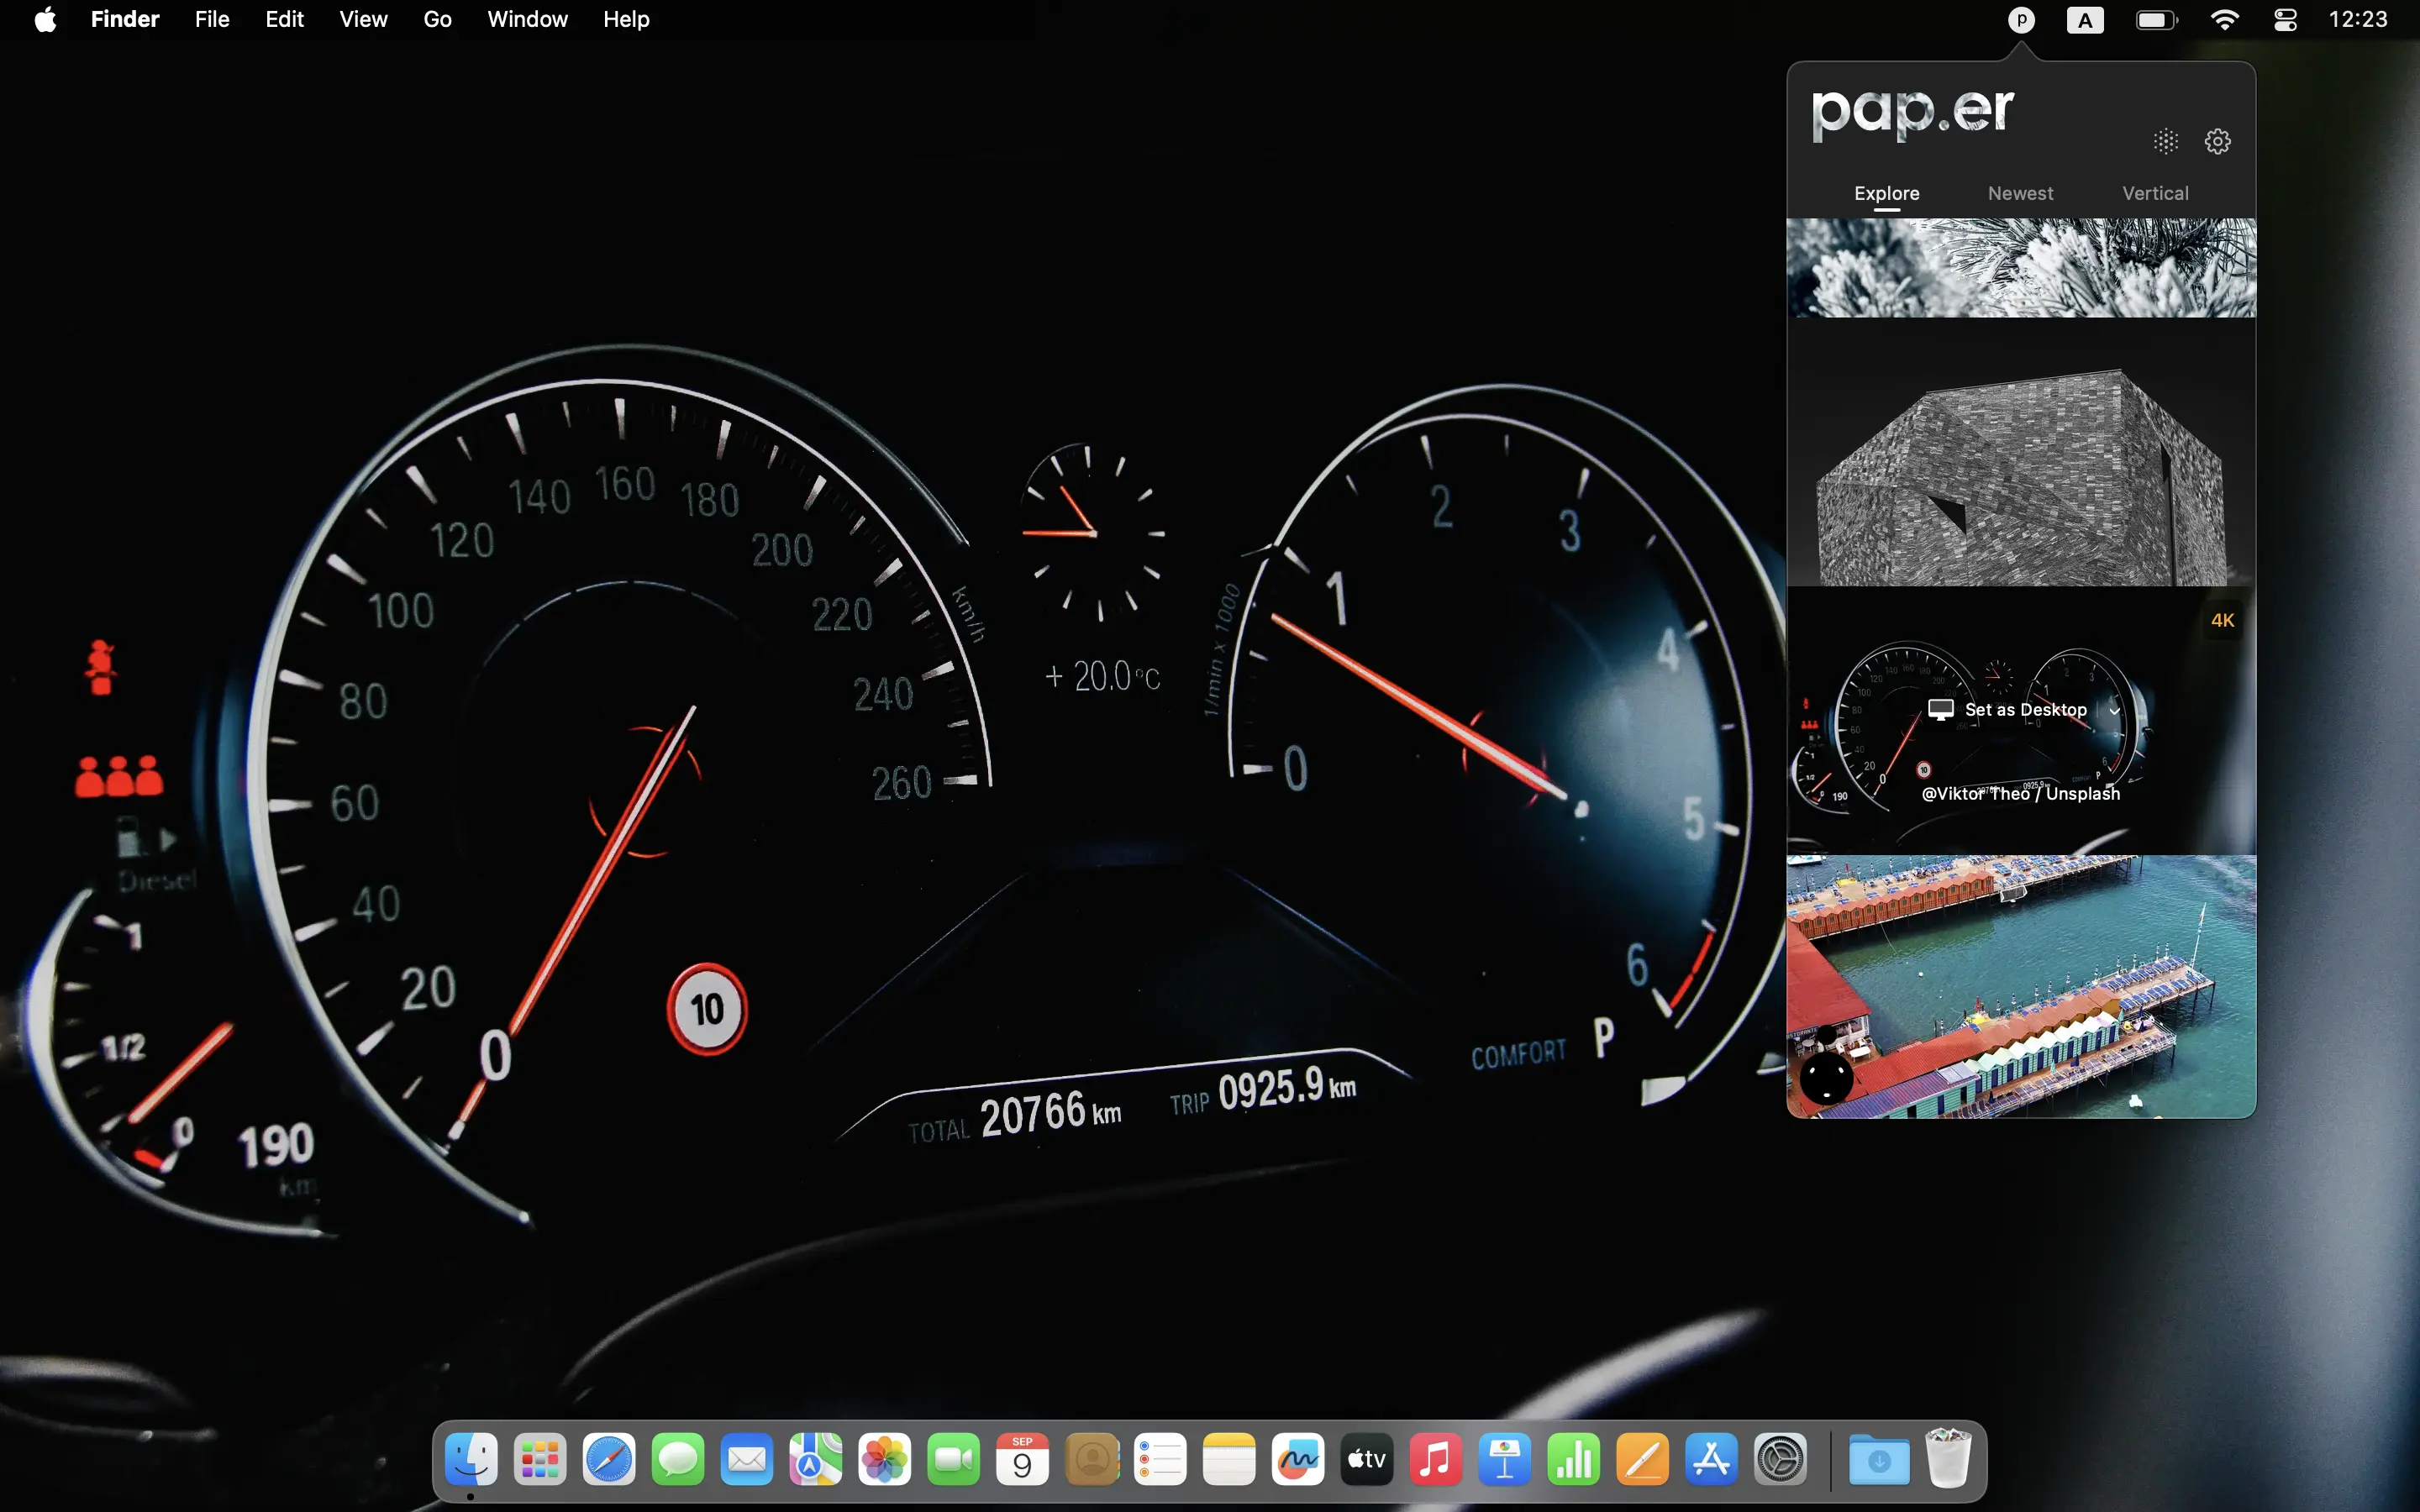 Finder File Edit View Go Window Help
p A 12:23
pap.er
Explore Newest Vertical
140 160 180
120 200
100 220
80 240
60 260
40
20
0
km/h
+ 20.0°C
1/min x 1000
0
1
2
3
4
5
6
Diesel
1
1/2
0
190
km
10
TOTAL 20766 km TRIP 0925.9 km
COMFORT P
4K
Set as Desktop
@Viktor Theo / Unsplash
SEP
9
tv